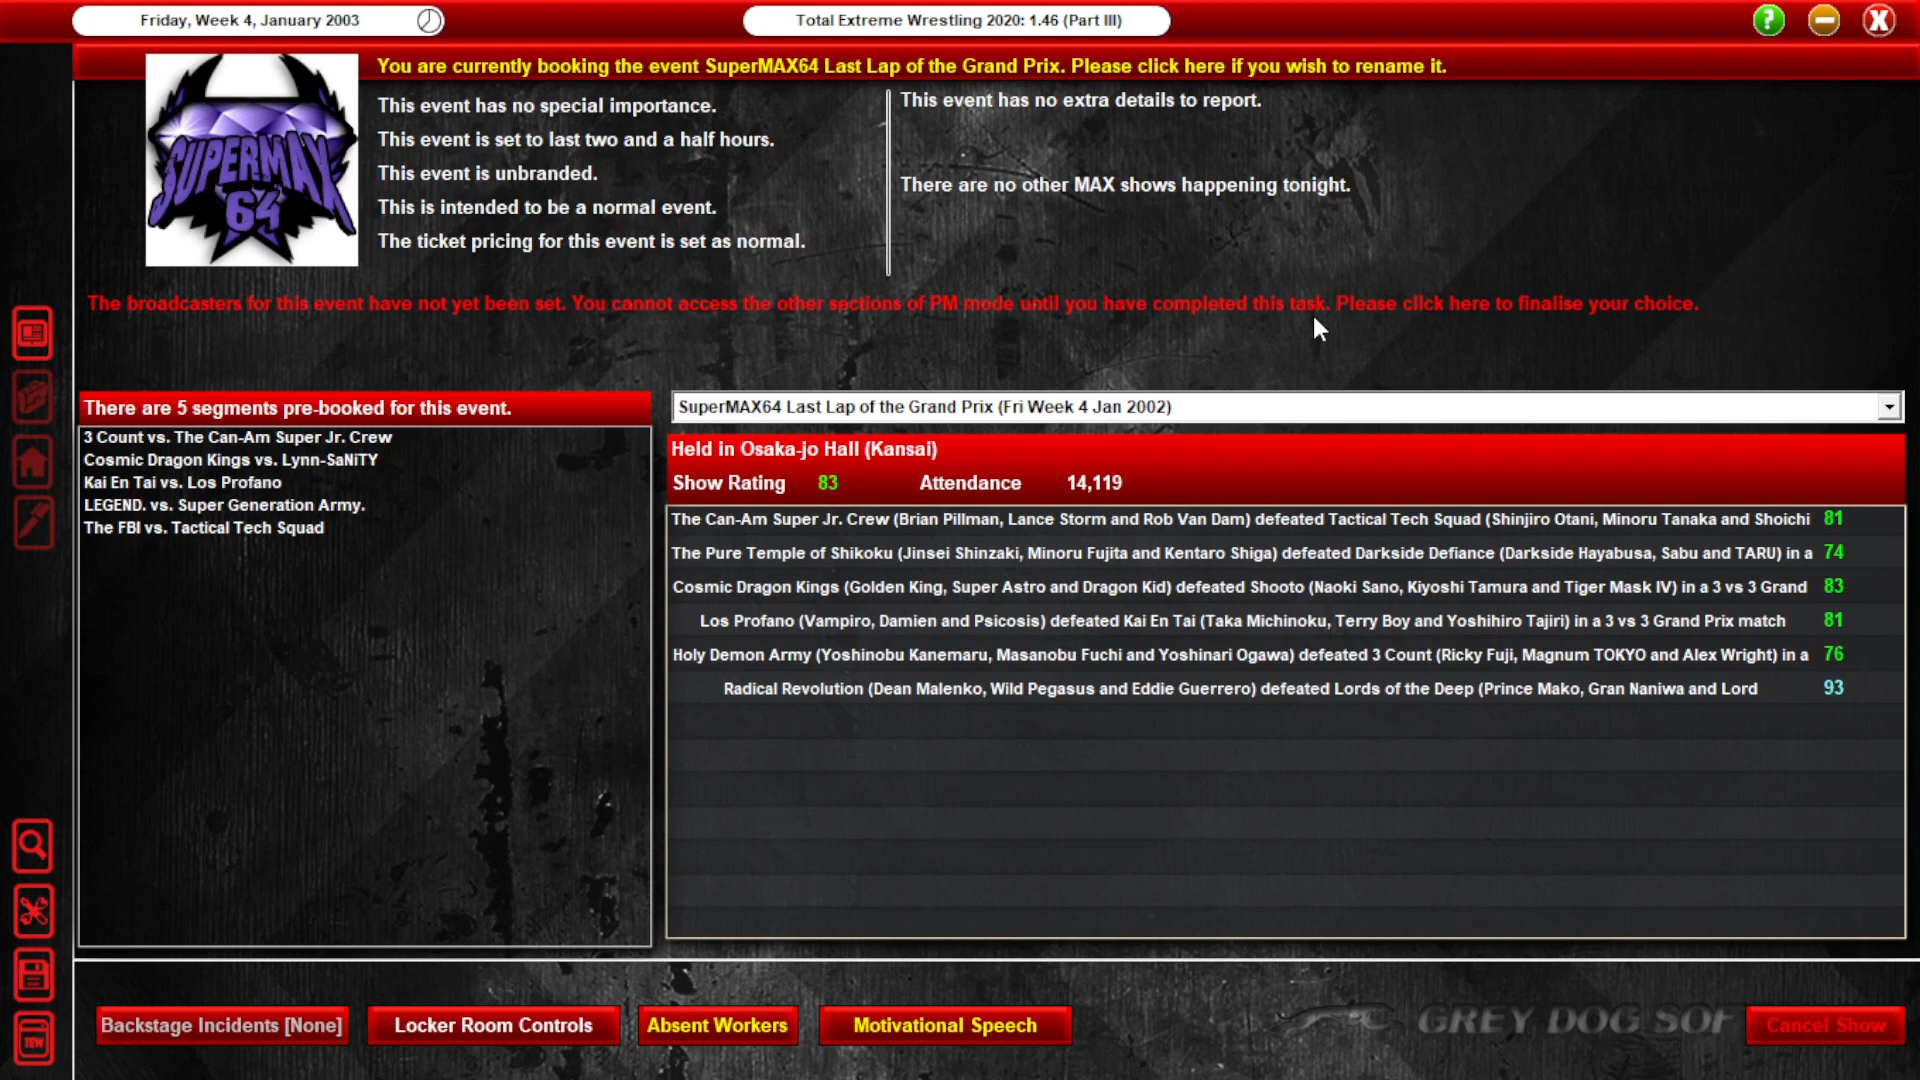 Friday, Week 4, January 2003
Total Extreme Wrestling 2020: 1.46 (Part III)
You are currently booking the event SuperMAX64 Last Lap of the Grand Prix. Please click here if you wish to rename it.
SUPERMAX
64
This event has no special importance.
This event is set to last two and a half hours.
This event is unbranded.
This is intended to be a normal event.
The ticket pricing for this event is set as normal.
This event has no extra details to report.
There are no other MAX shows happening tonight.
The broadcasters for this event have not yet been set. You cannot access the other sections of PM mode until you have completed this task. Please click here to finalise your choice.
There are 5 segments pre-booked for this event.
3 Count vs. The Can-Am Super Jr. Crew
Cosmic Dragon Kings vs. Lynn-SaNiTY
Kai En Tai vs. Los Profano
LEGEND. vs. Super Generation Army.
The FBI vs. Tactical Tech Squad
SuperMAX64 Last Lap of the Grand Prix (Fri Week 4 Jan 2002)
Held in Osaka-jo Hall (Kansai)
Show Rating 83 Attendance 14,119
The Can-Am Super Jr. Crew (Brian Pillman, Lance Storm and Rob Van Dam) defeated Tactical Tech Squad (Shinjiro Otani, Minoru Tanaka and Shoichi 81
The Pure Temple of Shikoku (Jinsei Shinzaki, Minoru Fujita and Kentaro Shiga) defeated Darkside Defiance (Darkside Hayabusa, Sabu and TARU) in a 74
Cosmic Dragon Kings (Golden King, Super Astro and Dragon Kid) defeated Shooto (Naoki Sano, Kiyoshi Tamura and Tiger Mask IV) in a 3 vs 3 Grand 83
Los Profano (Vampiro, Damien and Psicosis) defeated Kai En Tai (Taka Michinoku, Terry Boy and Yoshihiro Tajiri) in a 3 vs 3 Grand Prix match 81
Holy Demon Army (Yoshinobu Kanemaru, Masanobu Fuchi and Yoshinari Ogawa) defeated 3 Count (Ricky Fuji, Magnum TOKYO and Alex Wright) in a 76
Radical Revolution (Dean Malenko, Wild Pegasus and Eddie Guerrero) defeated Lords of the Deep (Prince Mako, Gran Naniwa and Lord 93
TEW
Backstage Incidents [None]
Locker Room Controls
Absent Workers
Motivational Speech
GREY DOG SOF
Cancel Show